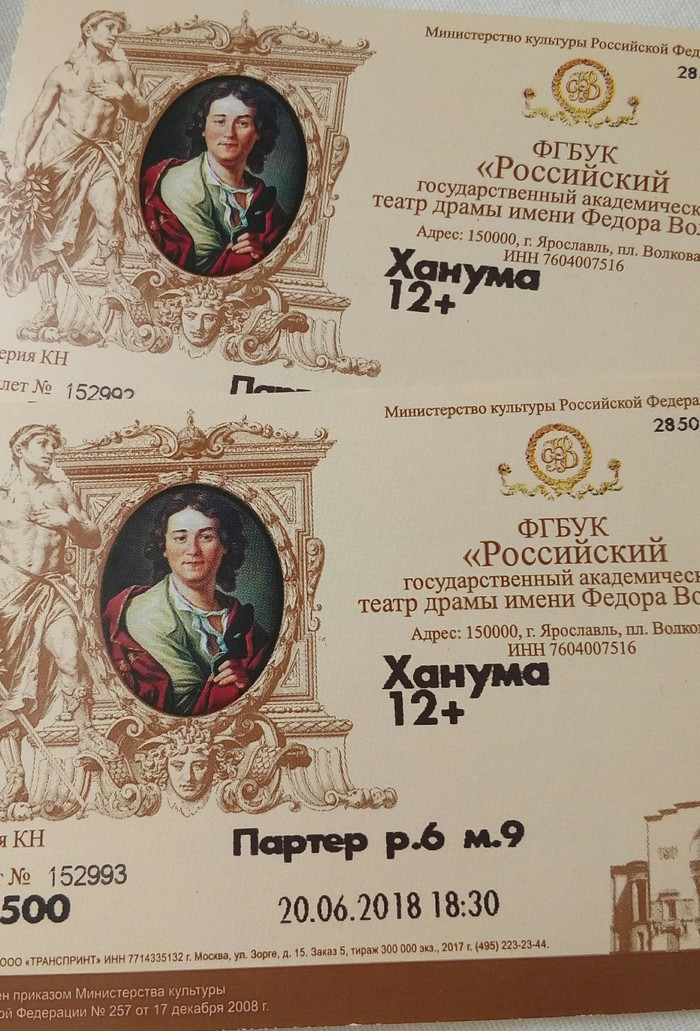 Министерство культуры Российской Фед
28
ФГБУК
«Российский
государственный академическ
театр драмы имени Федора Вол
Адрес: 150000, г. Ярославль, пл. Волкова
ИНН 7604007516
Ханума
12+
ерия КН
лет № 152992
Парт
Министерство культуры Российской Федера
2850
ФГБУК
«Российский
государственный академическ
театр драмы имени Федора Во
Адрес: 150000, г. Ярославль, пл. Волко
ИНН 7604007516
Ханума
12+
я КН
Партер р.6 м.9
т № 152993
500
20.06.2018 18:30
ООО «ТРАНСПРИНТ» ИНН 7714335132 г. Москва, ул. Зорге, д. 15. Заказ 5, тираж 300 000 экз., 2017 г. (495) 223-23-44.
ен приказом Министерства культуры
ой Федерации № 257 от 17 декабря 2008 г.